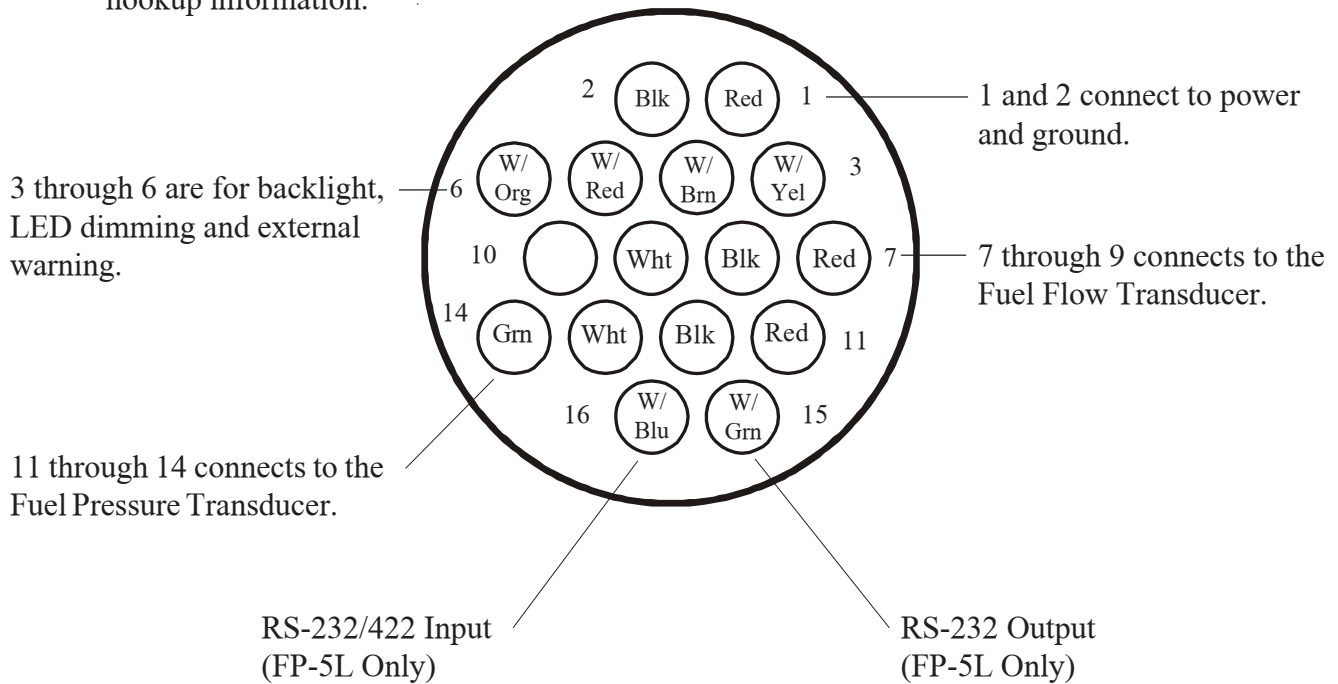 hookup information.
2 Blk Red 1
1 and 2 connect to power
and ground.
3 through 6 are for backlight,
LED dimming and external
warning.
6 W/ Org W/ Red W/ Brn W/ Yel 3
10 Wht Blk Red 7
7 through 9 connects to the
Fuel Flow Transducer.
14 Grn Wht Blk Red 11
16 W/ Blu W/ Grn 15
11 through 14 connects to the
Fuel Pressure Transducer.
RS-232/422 Input
(FP-5L Only)
RS-232 Output
(FP-5L Only)